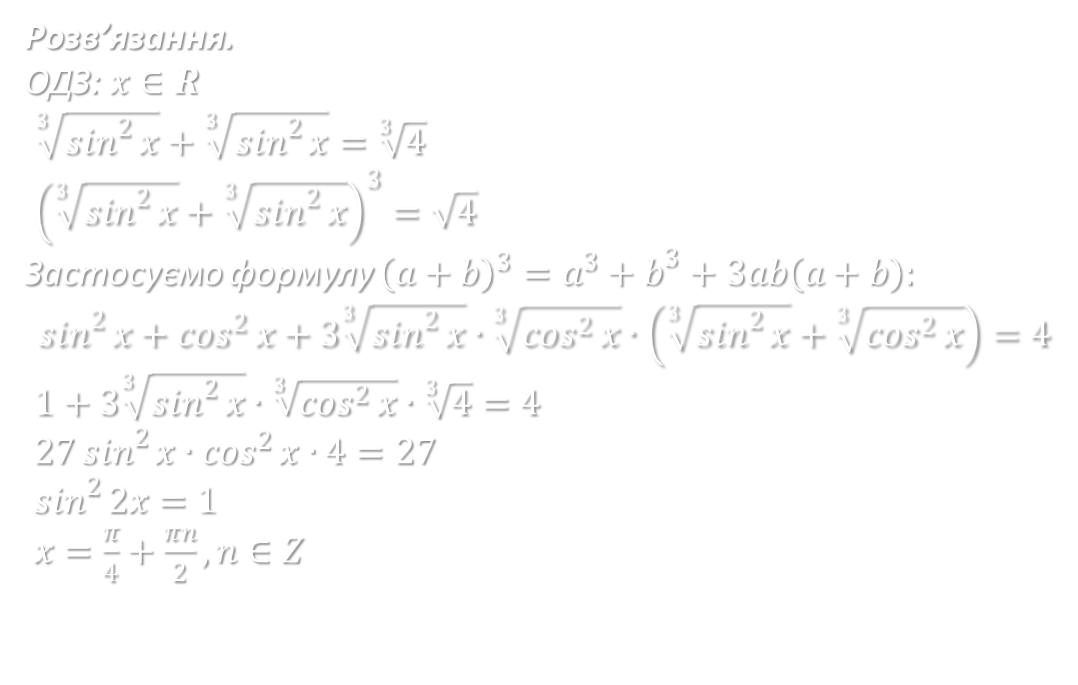 Розв’язання.
ОДЗ: x ∈ R
∛(sin² x) + ∛(sin² x) = ∛4
(∛(sin² x) + ∛(sin² x))³ = √4
Застосуємо формулу (a + b)³ = a³ + b³ + 3ab(a + b):
sin² x + cos² x + 3∛(sin² x) · ∛(cos² x) · (∛(sin² x) + ∛(cos² x)) = 4
1 + 3∛(sin² x) · ∛(cos² x) · ∛4 = 4
27 sin² x · cos² x · 4 = 27
sin² 2x = 1
x = π/4 + πn/2, n ∈ Z